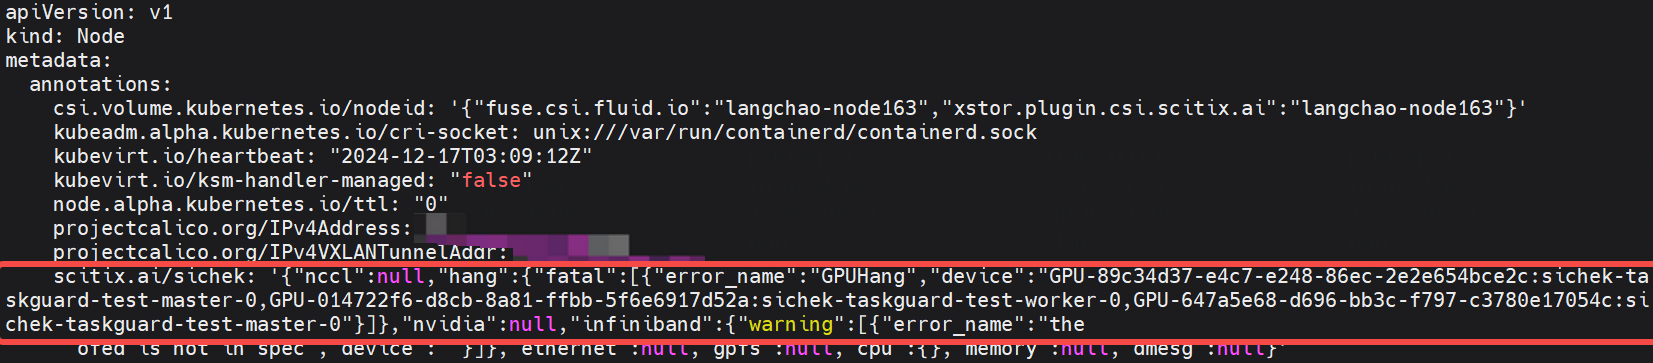 apiVersion: v1
kind: Node
metadata:
  annotations:
    csi.volume.kubernetes.io/nodeid: '{"fuse.csi.fluid.io":"langchao-node163","xstor.plugin.csi.scitix.ai":"langchao-node163"}'
    kubeadm.alpha.kubernetes.io/cri-socket: unix:///var/run/containerd/containerd.sock
    kubevirt.io/heartbeat: "2024-12-17T03:09:12Z"
    kubevirt.io/ksm-handler-managed: "false"
    node.alpha.kubernetes.io/ttl: "0"
    projectcalico.org/IPv4Address:
    projectcalico.org/IPv4VXLANTunnelAddr:
    scitix.ai/sichek: '{"nccl":null,"hang":{"fatal":[{"error_name":"GPUHang","device":"GPU-89c34d37-e4c7-e248-86ec-2e2e654bce2c:sichek-ta
skguard-test-master-0,GPU-014722f6-d8cb-8a81-ffbb-5f6e6917d52a:sichek-taskguard-test-worker-0,GPU-647a5e68-d696-bb3c-f797-c3780e17054c:si
chek-taskguard-test-master-0"}]},"nvidia":null,"infiniband":{"warning":[{"error_name":"the
      ofed is not in spec","device":""}]},"ethernet":null,"gpfs":null,"cpu":{},"memory":null,"dmesg":null}'